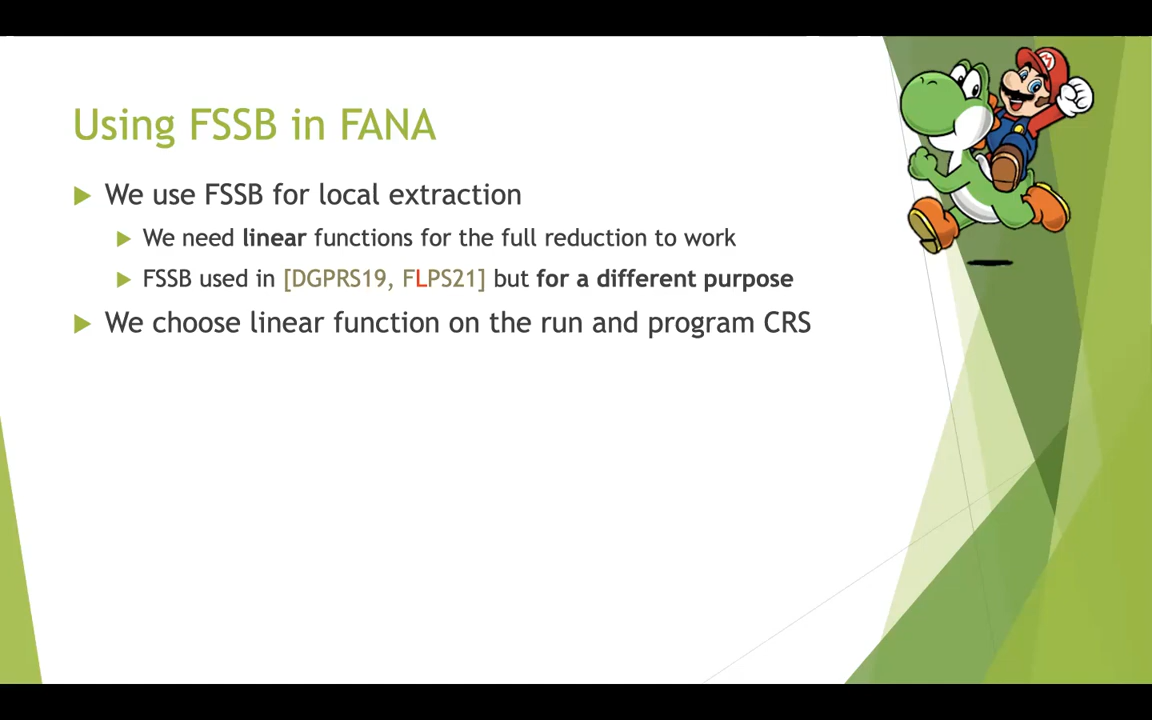 Using FSSB in FANA
We use FSSB for local extraction
We need linear functions for the full reduction to work
FSSB used in [DGPRS19, FLPS21] but for a different purpose
We choose linear function on the run and program CRS
M